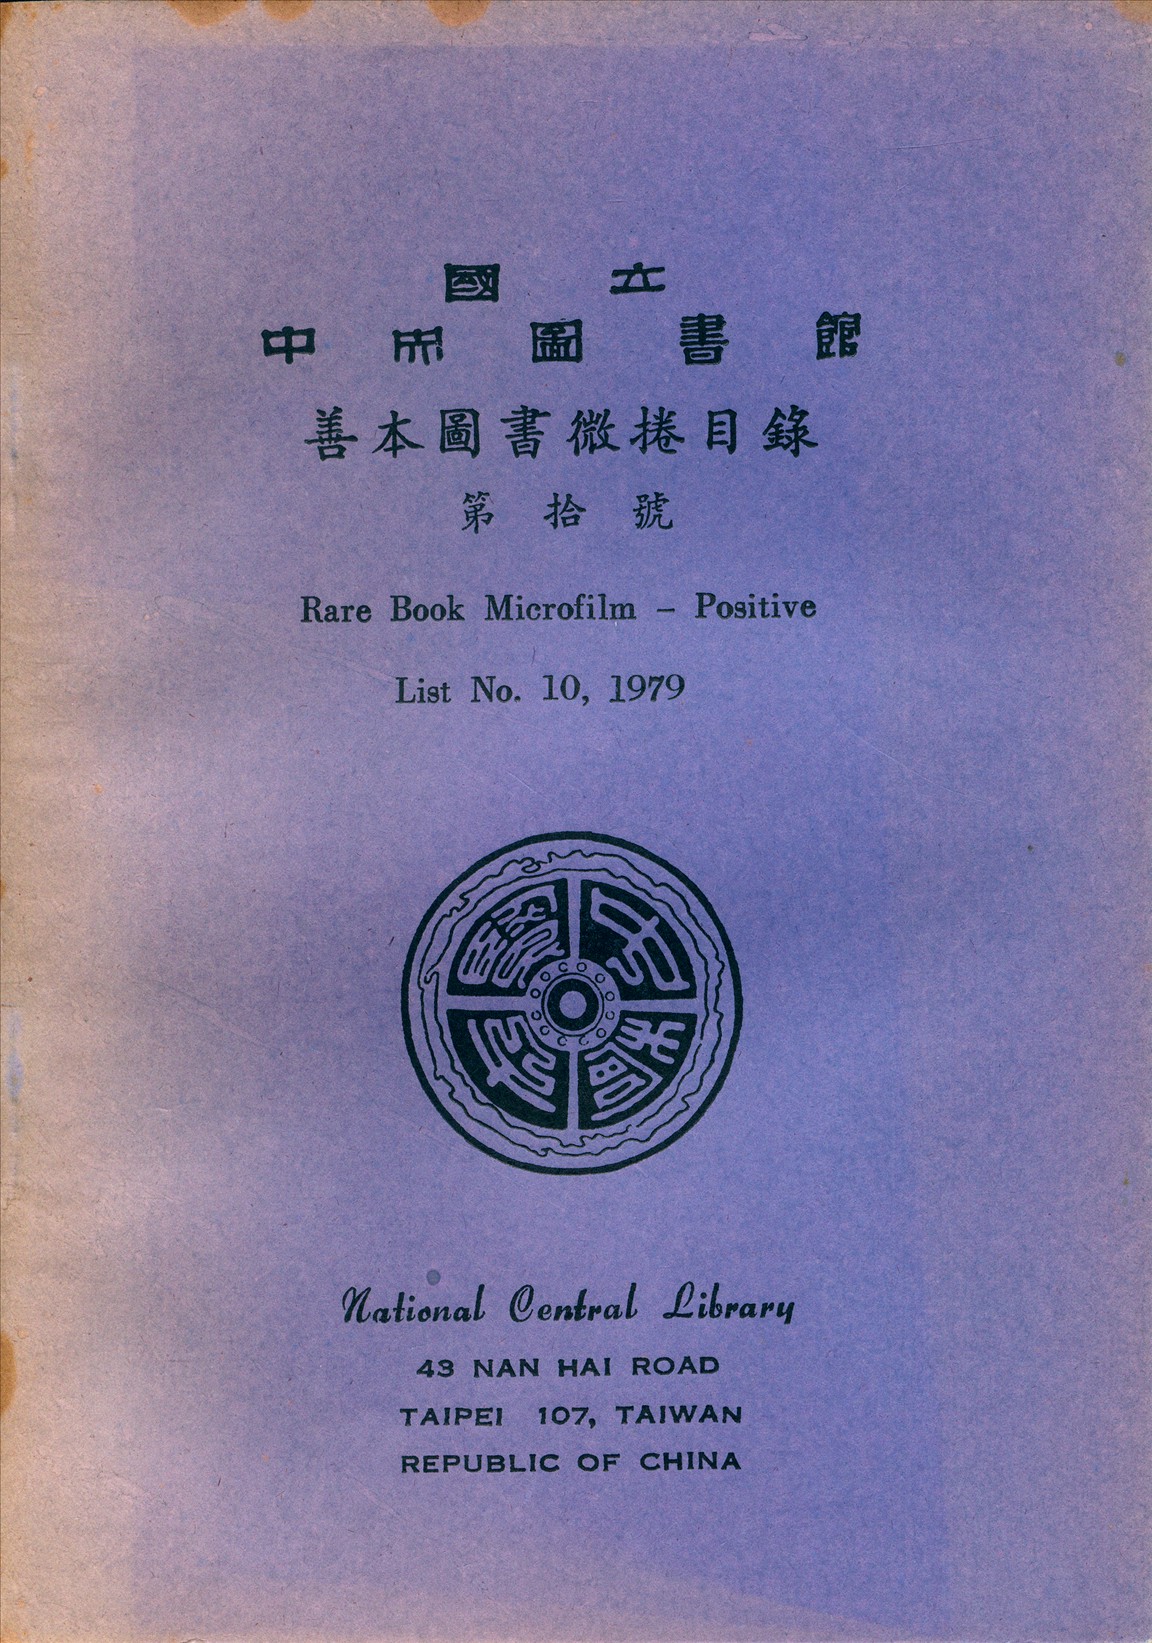 國立
中央圖書館
善本圖書微捲目錄
第拾號
Rare Book Microfilm – Positive
List No. 10, 1979
National Central Library
43 NAN HAI ROAD
TAIPEI 107, TAIWAN
REPUBLIC OF CHINA